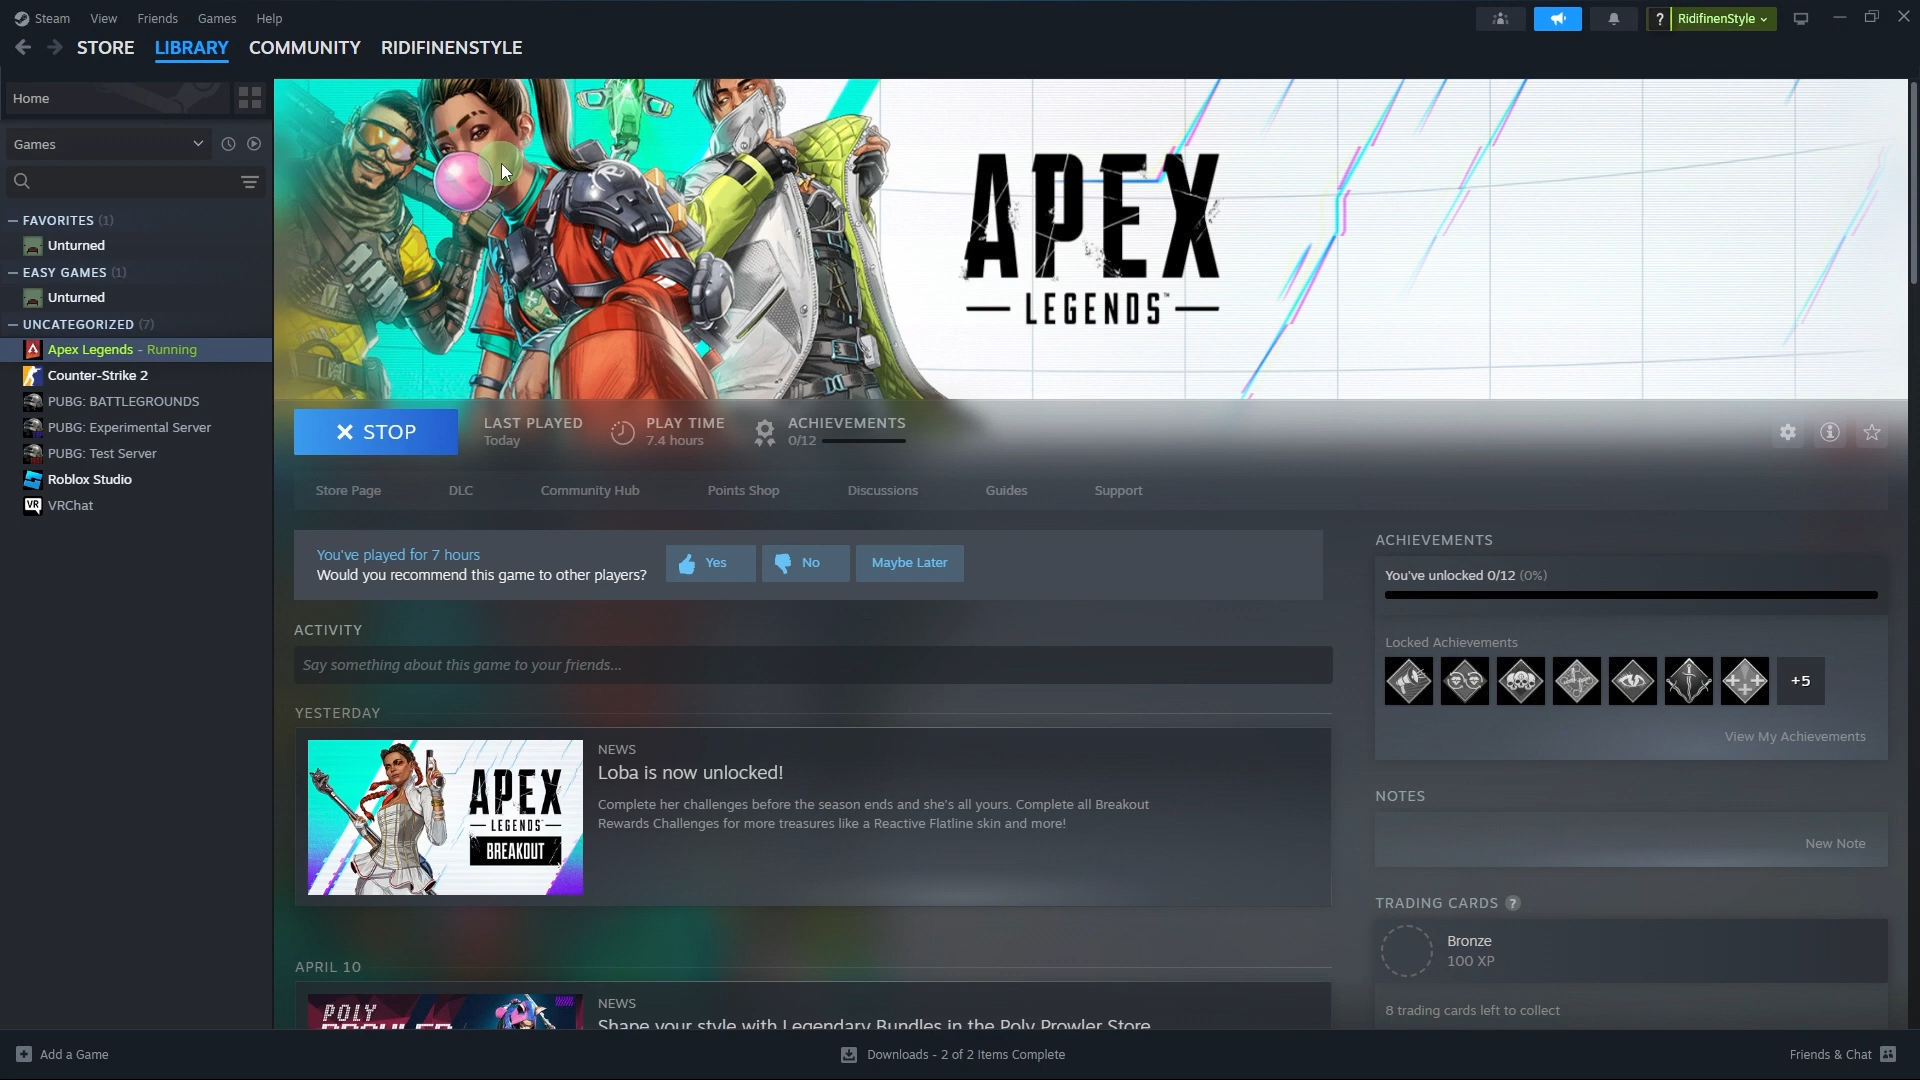 Steam View Friends Games Help
? RidifinenStyle
STORE LIBRARY COMMUNITY RIDIFINENSTYLE
Home
Games
FAVORITES (1)
Unturned
EASY GAMES (1)
Unturned
UNCATEGORIZED (7)
Apex Legends - Running
Counter-Strike 2
PUBG: BATTLEGROUNDS
PUBG: Experimental Server
PUBG: Test Server
Roblox Studio
VR VRChat
APEX
LEGENDS™
STOP
LAST PLAYED
Today
PLAY TIME
7.4 hours
ACHIEVEMENTS
0/12
Store Page DLC Community Hub Points Shop Discussions Guides Support
You've played for 7 hours
Would you recommend this game to other players?
Yes No Maybe Later
ACTIVITY
Say something about this game to your friends...
YESTERDAY
APEX
LEGENDS
BREAKOUT
NEWS
Loba is now unlocked!
Complete her challenges before the season ends and she's all yours. Complete all Breakout
Rewards Challenges for more treasures like a Reactive Flatline skin and more!
APRIL 10
POLY
PROWLER
NEWS
Shape your style with Legendary Bundles in the Poly Prowler Store
ACHIEVEMENTS
You've unlocked 0/12 (0%)
Locked Achievements
+5
View My Achievements
NOTES
New Note
TRADING CARDS ?
Bronze
100 XP
8 trading cards left to collect
Add a Game
Downloads - 2 of 2 Items Complete
Friends & Chat